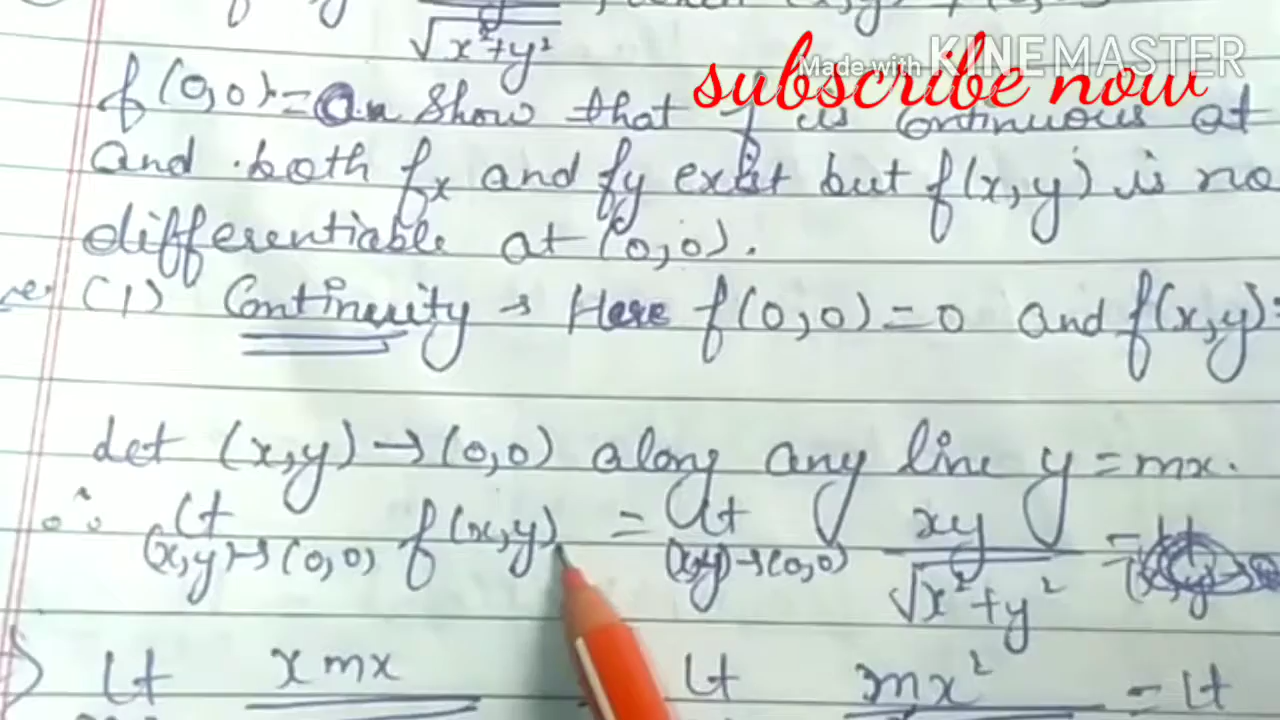 √x²+y²
Made with KINEMASTER
subscribe now
f(0,0)=0 Show that f is continuous at
and both fx and fy exist but f(x,y) is no
differentiable at (0,0).
(1) Continuity → Here f(0,0)=0 and f(x,y)=
Let (x,y)→(0,0) along any line y=mx.
∴ Lt (x,y)→(0,0) f(x,y) = Lt (x,y)→(0,0) xy/√x²+y² =
Lt x mx Lt mx² = Lt